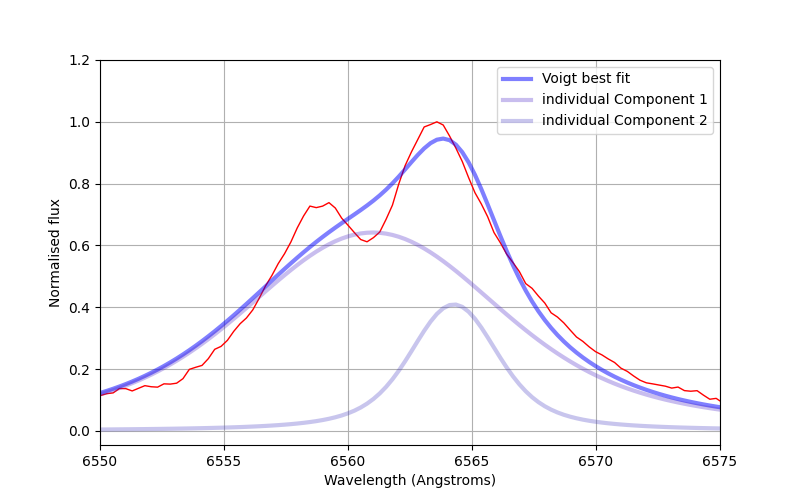 1.2
1.0
0.8
0.6
0.4
0.2
0.0
Normalised flux
Voigt best fit
individual Component 1
individual Component 2
6550 6555 6560 6565 6570 6575
Wavelength (Angstroms)